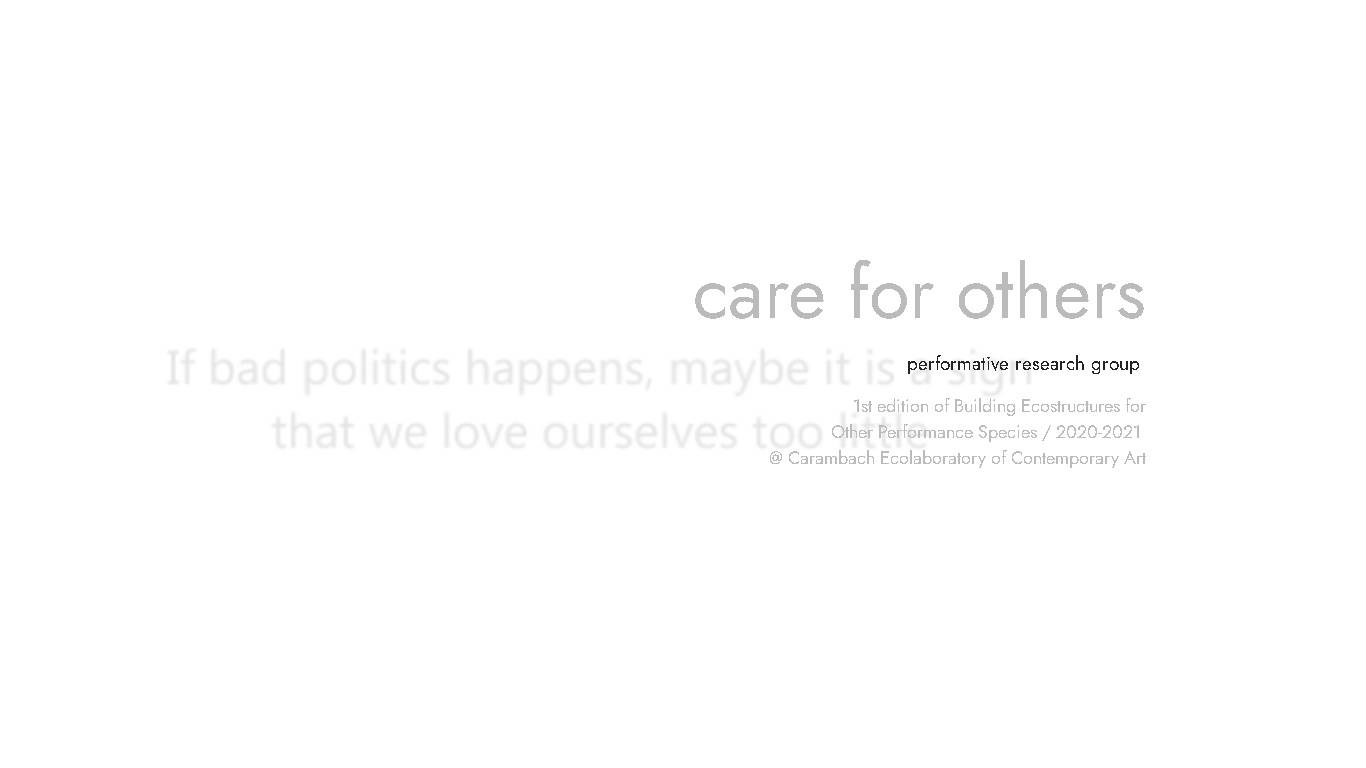 care for others
If bad politics happens, maybe it is a sign
performative research group
1st edition of Building Ecostructures for
that we love ourselves too little
Other Performance Species / 2020-2021
@ Carambach Ecolaboratory of Contemporary Art